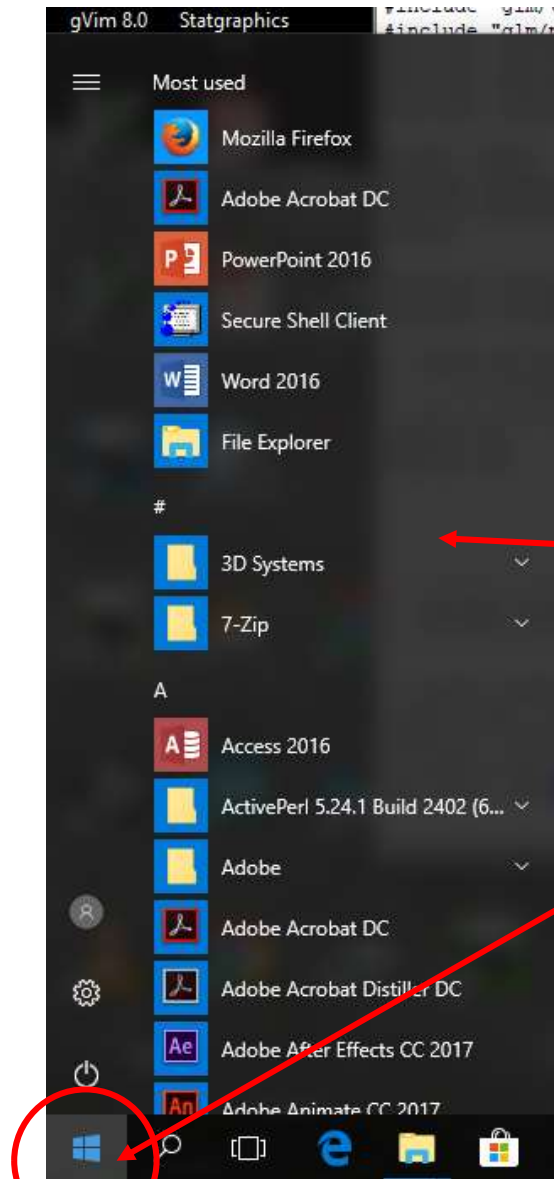 gVim 8.0 Statgraphics
#include "glm/
Most used
Mozilla Firefox
Adobe Acrobat DC
PowerPoint 2016
Secure Shell Client
Word 2016
File Explorer
#
3D Systems
7-Zip
A
Access 2016
ActivePerl 5.24.1 Build 2402 (6...
Adobe
Adobe Acrobat DC
Adobe Acrobat Distiller DC
Adobe After Effects CC 2017
Adobe Animate CC 2017